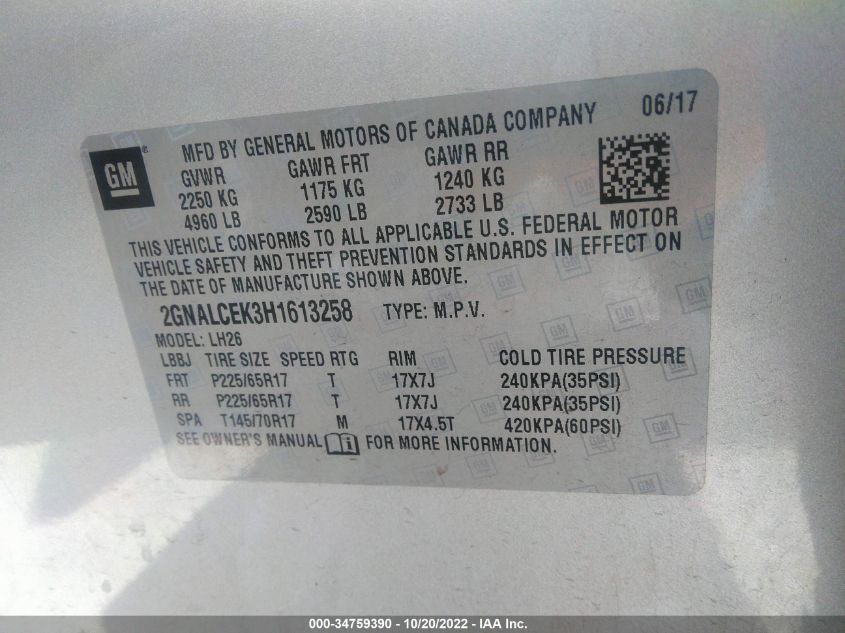 06/17
MFD BY GENERAL MOTORS OF CANADA COMPANY
GM
GVWR GAWR FRT GAWR RR
2250 KG 1175 KG 1240 KG
4960 LB 2590 LB 2733 LB
THIS VEHICLE CONFORMS TO ALL APPLICABLE U.S. FEDERAL MOTOR
VEHICLE SAFETY AND THEFT PREVENTION STANDARDS IN EFFECT ON
THE DATE OF MANUFACTURE SHOWN ABOVE.
2GNALCEK3H1613258 TYPE: M.P.V.
MODEL: LH26
LBBJ TIRE SIZE SPEED RTG RIM COLD TIRE PRESSURE
FRT P225/65R17 T 17X7J 240KPA(35PSI)
RR P225/65R17 T 17X7J 240KPA(35PSI)
SPA T145/70R17 M 17X4.5T 420KPA(60PSI)
SEE OWNER'S MANUAL FOR MORE INFORMATION.
000-34759390 - 10/20/2022 - IAA Inc.